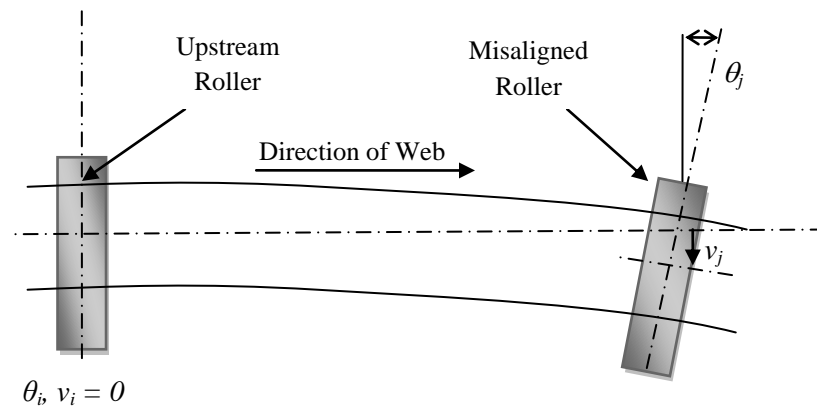 Upstream
Roller
Misaligned
Roller
θj
Direction of Web
vj
θi, vi = 0